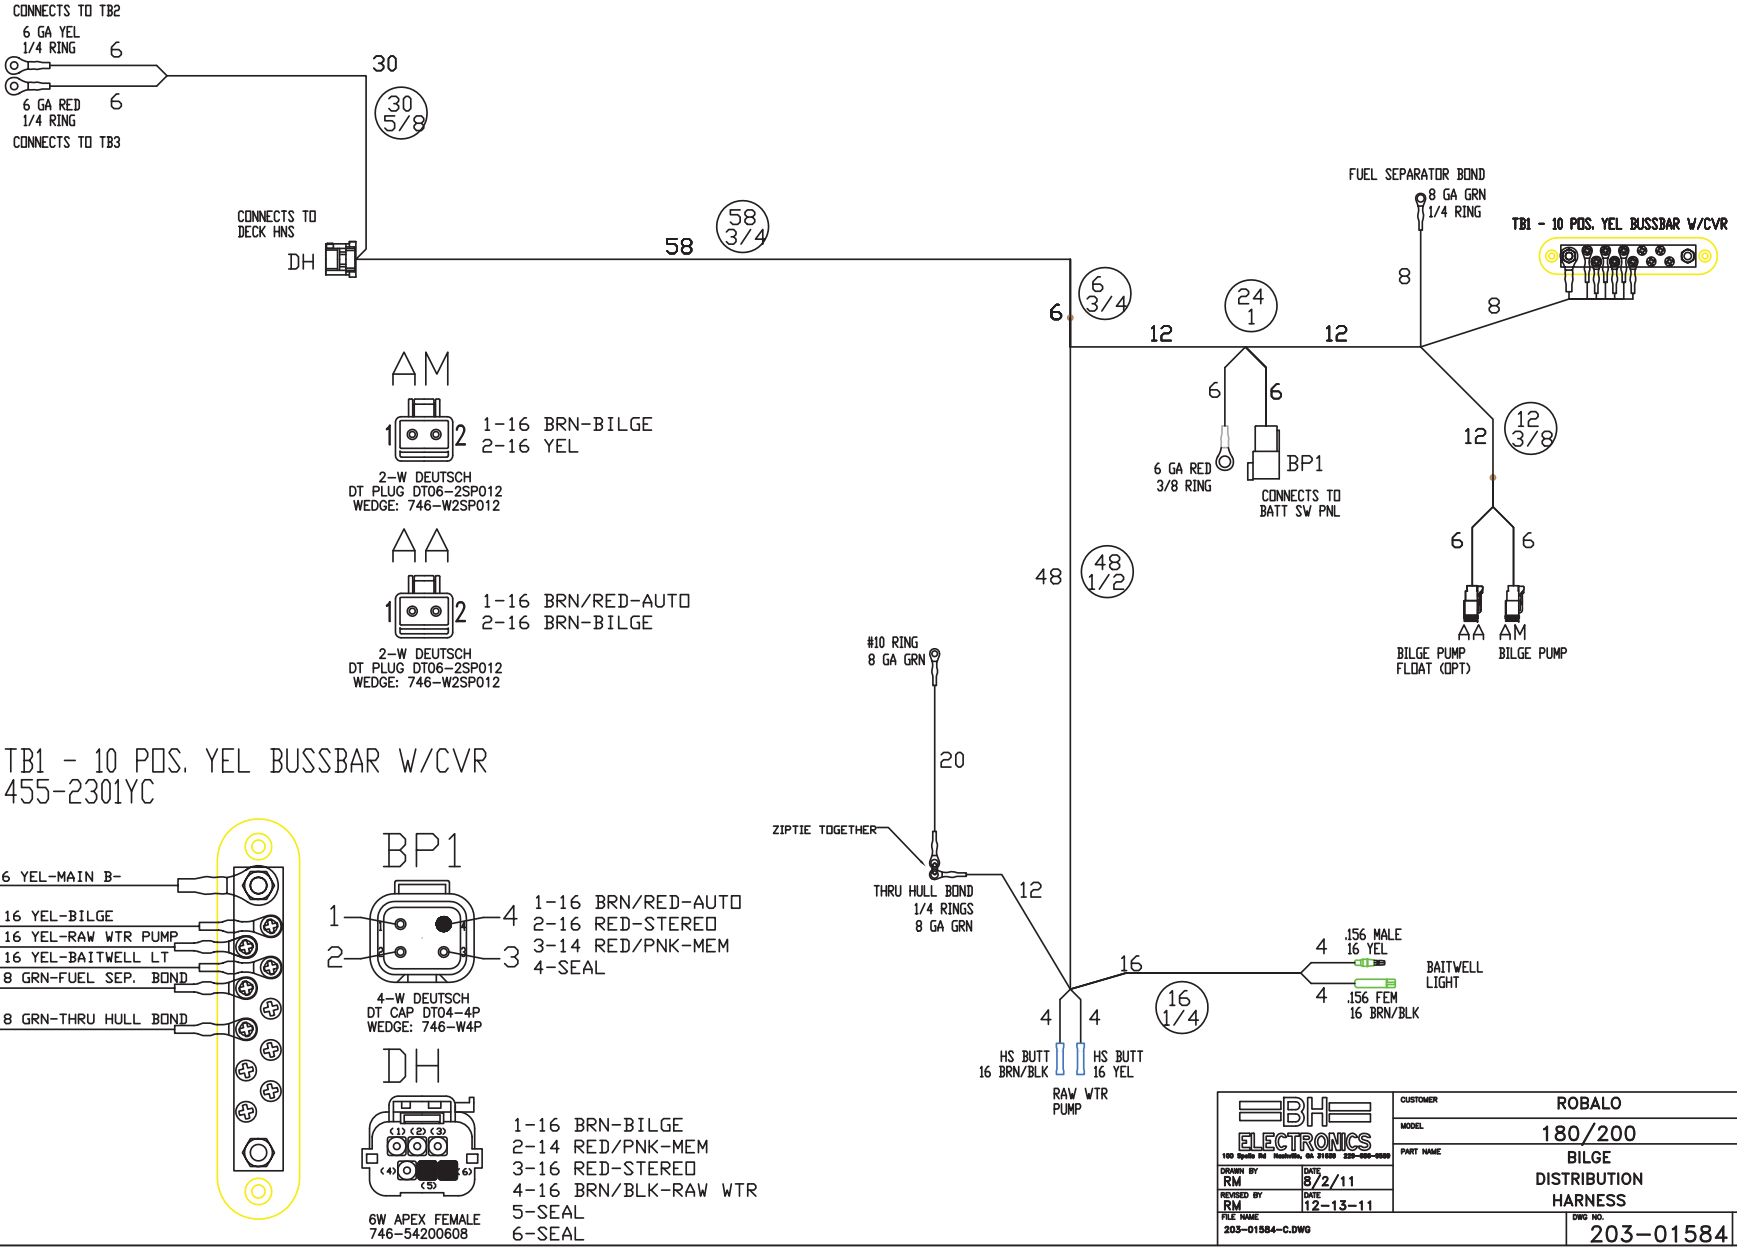 CONNECTS TO TB2
6 GA YEL
1/4 RING
6
6
6 GA RED
1/4 RING
CONNECTS TO TB3
30
30
5/8
CONNECTS TO
DECK HNS
DH
58
58
3/4
6
6
3/4
12
24
1
12
FUEL SEPARATOR BOND
8 GA GRN
1/4 RING
8
TB1 - 10 POS. YEL BUSSBAR W/CVR
8
6
6
6 GA RED
3/8 RING
BP1
CONNECTS TO
BATT SW PNL
12
12
3/8
6
6
AA
AM
BILGE PUMP
FLOAT (OPT)
BILGE PUMP
AM
1
2
1-16 BRN-BILGE
2-16 YEL
2-W DEUTSCH
DT PLUG DT06-2SP012
WEDGE: 746-W2SP012
AA
1
2
1-16 BRN/RED-AUTO
2-16 BRN-BILGE
2-W DEUTSCH
DT PLUG DT06-2SP012
WEDGE: 746-W2SP012
48
48
1/2
#10 RING
8 GA GRN
20
ZIPTIE TOGETHER
THRU HULL BOND
1/4 RINGS
8 GA GRN
12
16
16
1/4
4
4
HS BUTT
16 BRN/BLK
HS BUTT
16 YEL
RAW WTR
PUMP
4
.156 MALE
16 YEL
4
.156 FEM
16 BRN/BLK
BAITWELL
LIGHT
TB1 - 10 POS. YEL BUSSBAR W/CVR
455-2301YC
6 YEL-MAIN B-
16 YEL-BILGE
16 YEL-RAW WTR PUMP
16 YEL-BAITWELL LT
8 GRN-FUEL SEP. BOND
8 GRN-THRU HULL BOND
BP1
1
2
4
3
1
2
4
3
1-16 BRN/RED-AUTO
2-16 RED-STEREO
3-14 RED/PNK-MEM
4-SEAL
4-W DEUTSCH
DT CAP DT04-4P
WEDGE: 746-W4P
DH
(1) (2) (3)
(4)
(5)
(6)
1-16 BRN-BILGE
2-14 RED/PNK-MEM
3-16 RED-STEREO
4-16 BRN/BLK-RAW WTR
5-SEAL
6-SEAL
6W APEX FEMALE
746-54200608
BH
ELECTRONICS
CUSTOMER
ROBALO
MODEL
180/200
PART NAME
BILGE
DISTRIBUTION
HARNESS
DRAWN BY
RM
DATE
8/2/11
REVISED BY
RM
DATE
12-13-11
FILE NAME
203-01584-C.DWG
DWG NO.
203-01584